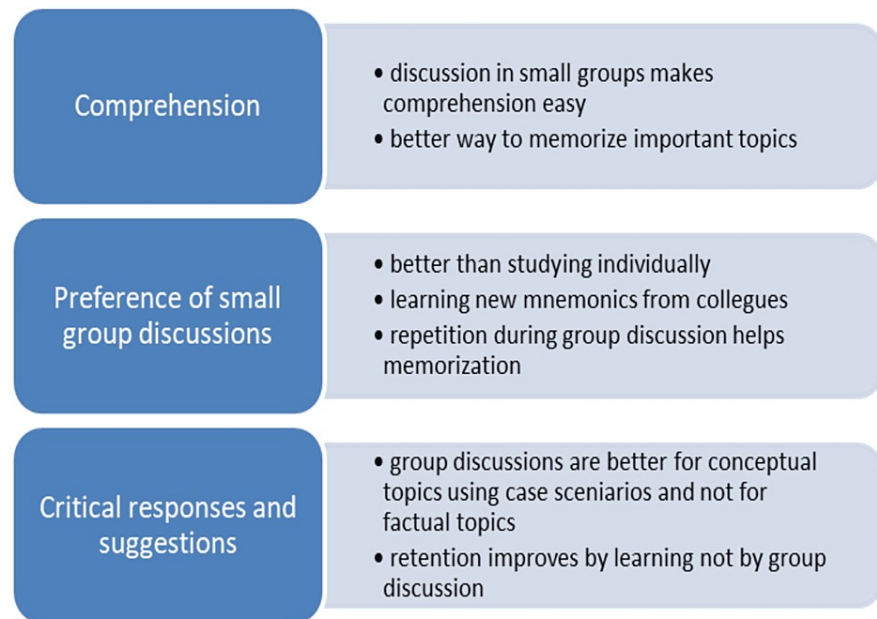 Comprehension
• discussion in small groups makes
comprehension easy
• better way to memorize important topics
Preference of small
group discussions
• better than studying individually
• learning new mnemonics from collegues
• repetition during group discussion helps
memorization
Critical responses and
suggestions
• group discussions are better for conceptual
topics using case sceniarios and not for
factual topics
• retention improves by learning not by group
discussion